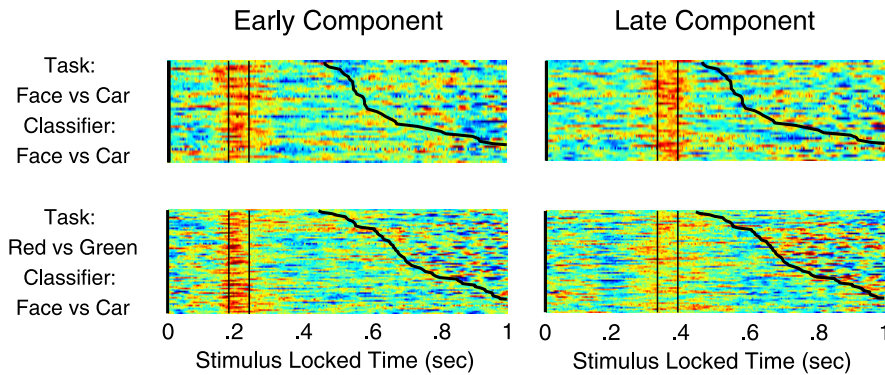 Early Component
Late Component
Task:
Face vs Car
Classifier:
Face vs Car
Task:
Red vs Green
Classifier:
Face vs Car
0 .2 .4 .6 .8 1
0 .2 .4 .6 .8 1
Stimulus Locked Time (sec)
Stimulus Locked Time (sec)